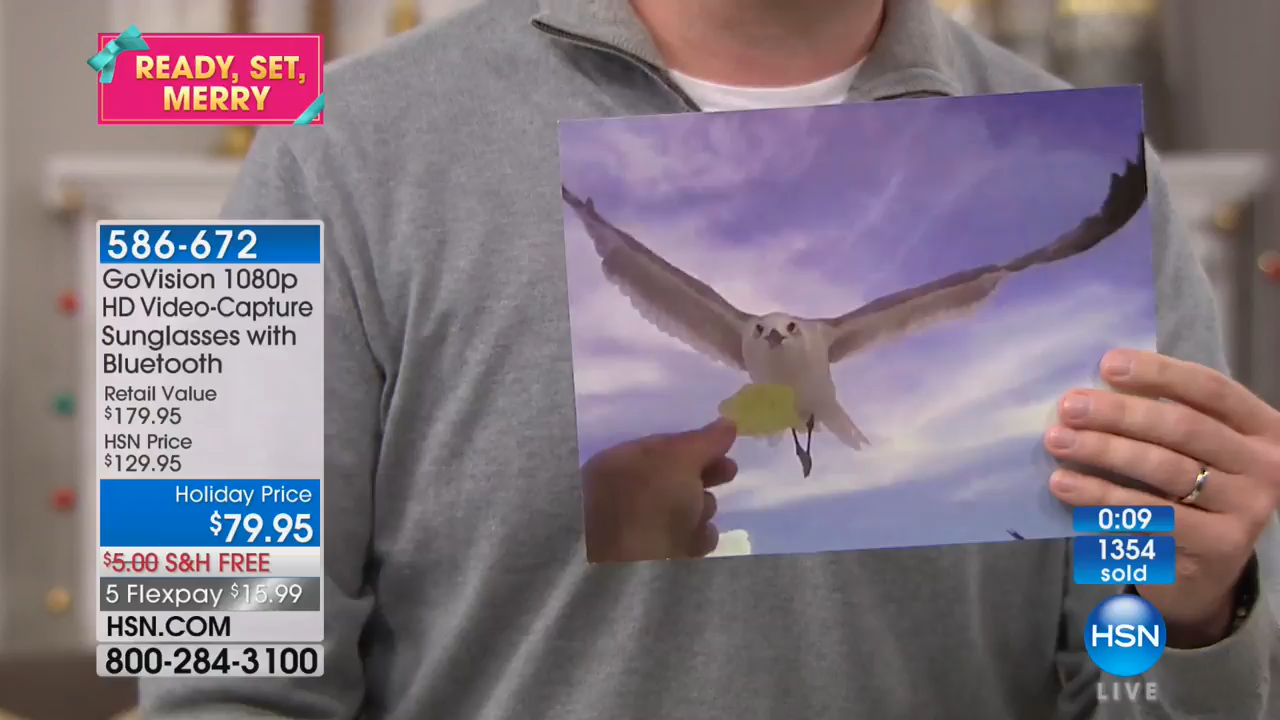 READY, SET,
MERRY
586-672
GoVision 1080p
HD Video-Capture
Sunglasses with
Bluetooth
Retail Value
$179.95
HSN Price
$129.95
Holiday Price
$79.95
$5.00 S&H FREE
5 Flexpay $15.99
HSN.COM
800-284-3100
0:09
1354
sold
HSN
LIVE